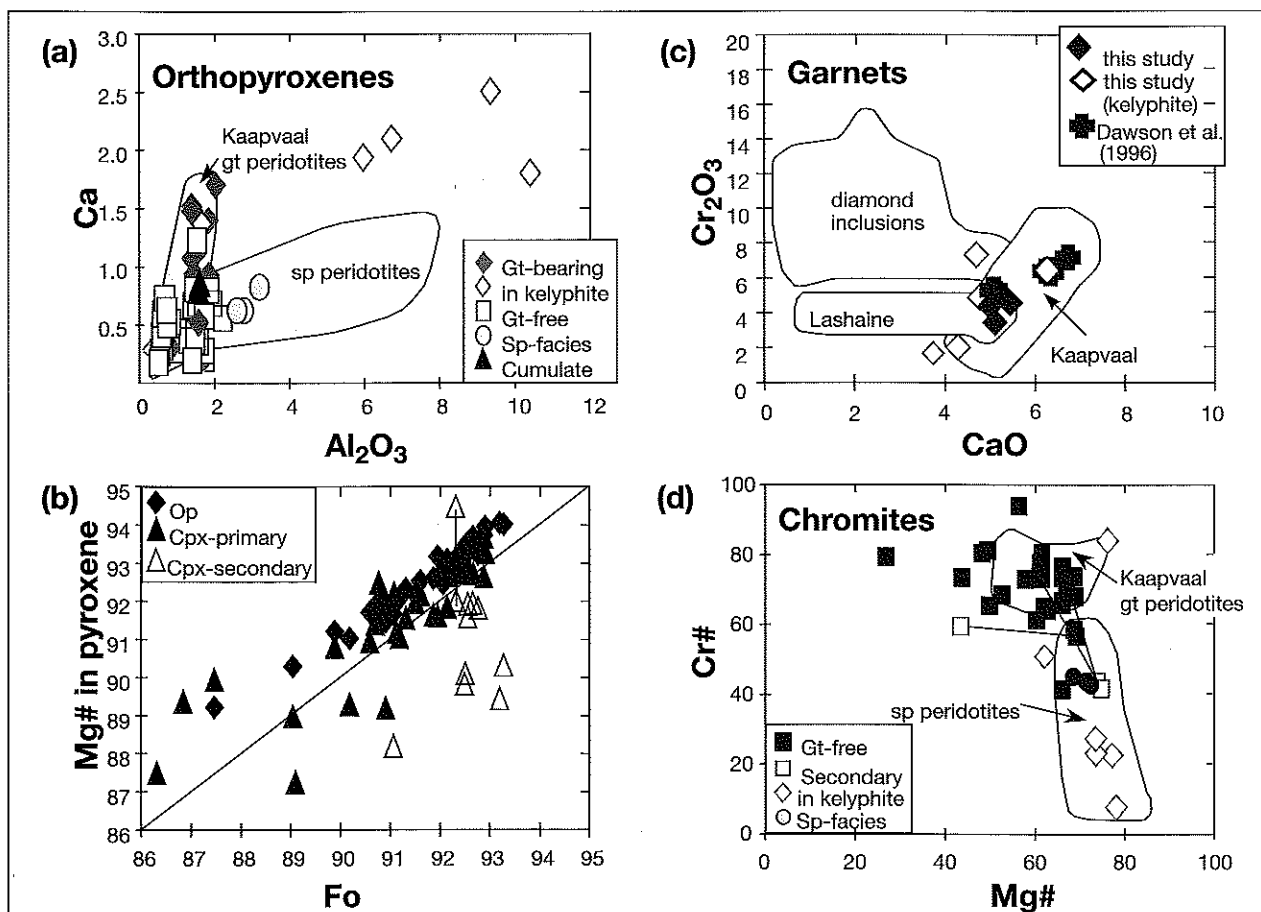 (a)
3.0
2.5
2.0
1.5
1.0
0.5
Ca
Orthopyroxenes
Kaapvaal
gt peridotites
sp peridotites
Gt-bearing
in kelyphite
Gt-free
Sp-facies
Cumulate
0 2 4 6 8 10 12
Al2O3
(c)
20
18
16
14
12
10
8
6
4
2
0
Cr2O3
Garnets
this study
this study
(kelyphite)
Dawson et al.
(1996)
diamond
inclusions
Lashaine
Kaapvaal
0 2 4 6 8 10
CaO
(b)
95
94
93
92
91
90
89
88
87
86
Mg# in pyroxene
Op
Cpx-primary
Cpx-secondary
86 87 88 89 90 91 92 93 94 95
Fo
(d)
100
80
60
40
20
0
Cr#
Chromites
Kaapvaal
gt peridotites
sp peridotites
Gt-free
Secondary
in kelyphite
Sp-facies
0 20 40 60 80 100
Mg#